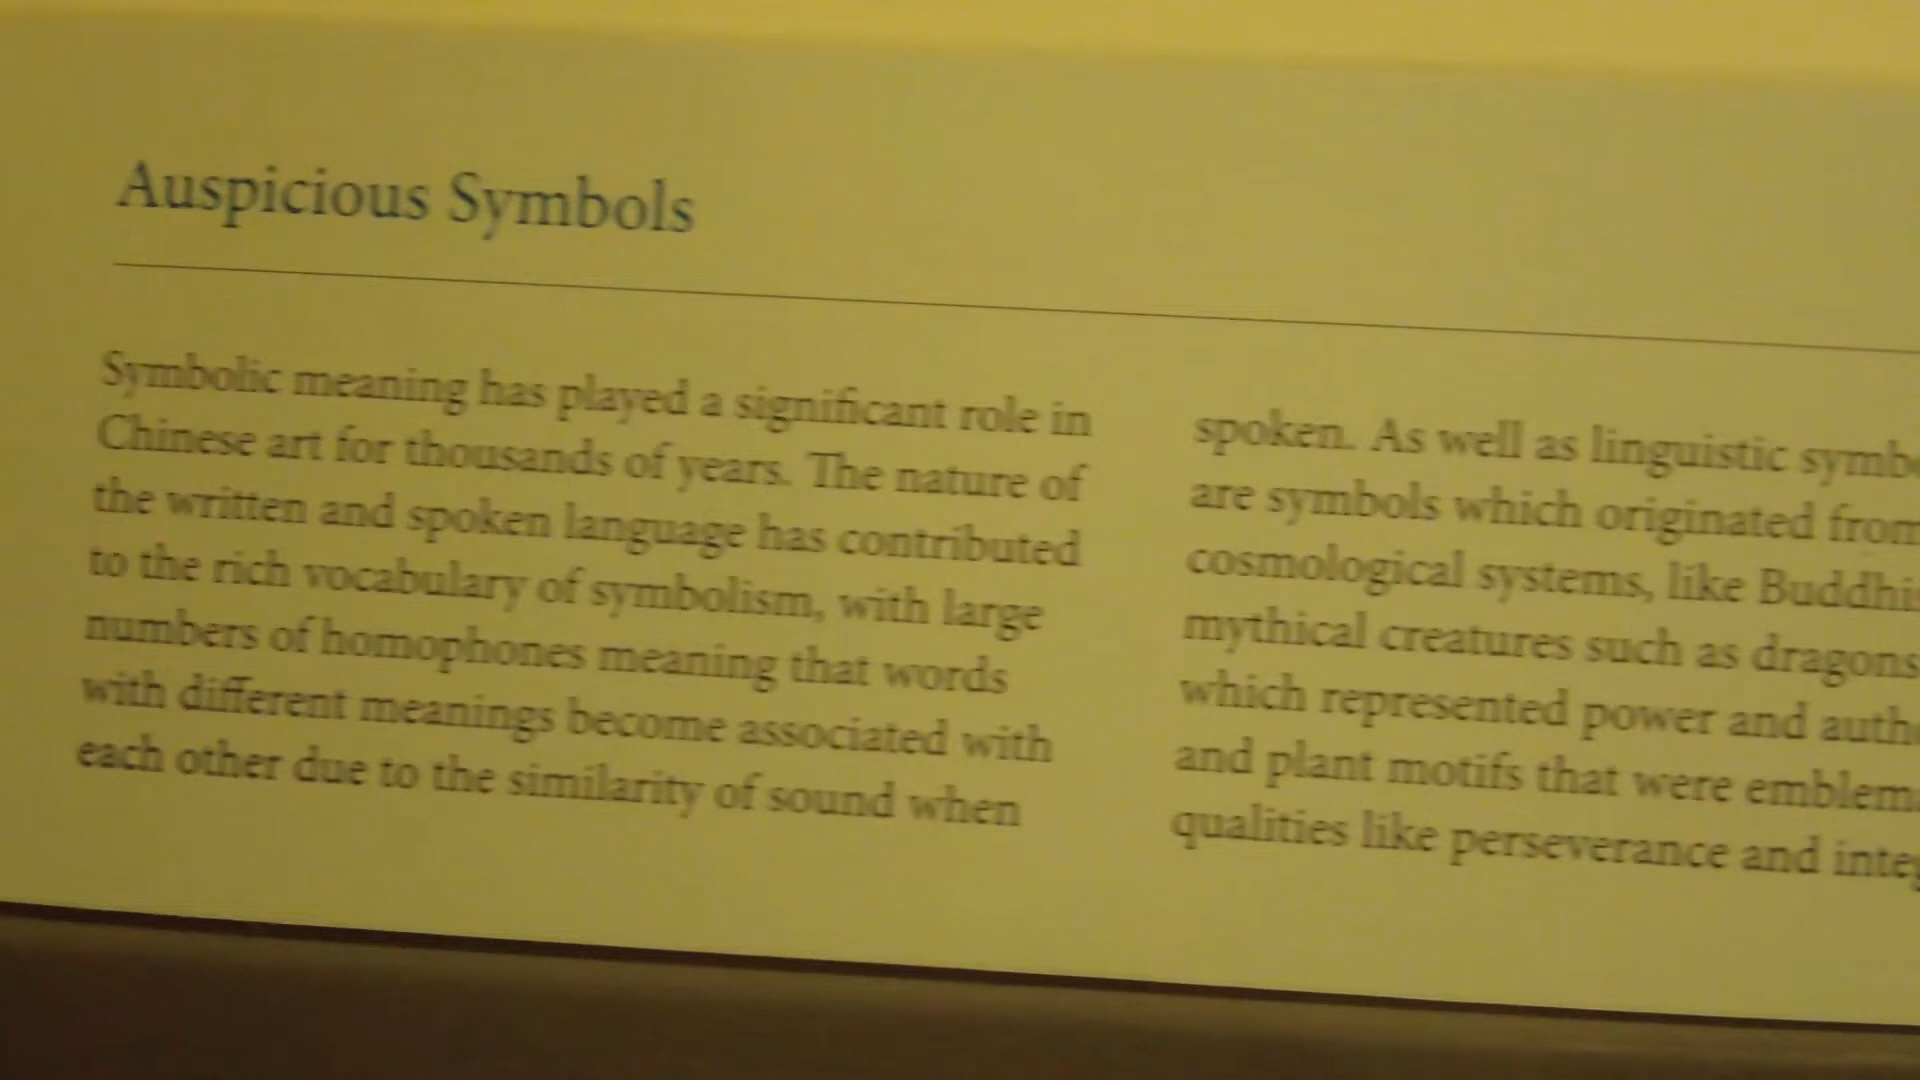 Auspicious Symbols
Symbolic meaning has played a significant role in
Chinese art for thousands of years. The nature of
the written and spoken language has contributed
to the rich vocabulary of symbolism, with large
numbers of homophones meaning that words
with different meanings become associated with
each other due to the similarity of sound when
spoken. As well as linguistic
are symbols which originated from
cosmological systems, like
mythical creatures such as dragons
which represented power and
and plant motifs that were
qualities like perseverance and